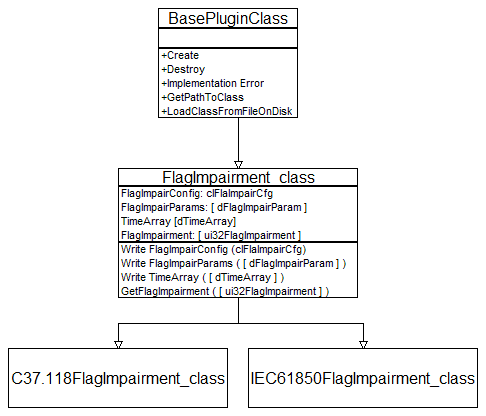 BasePluginClass
+Create
+Destroy
+Implementation Error
+GetPathToClass
+LoadClassFromFileOnDisk
FlagImpairment_class
FlagImpairConfig: clFlaImpairCfg
FlagImpairParams: [ dFlagImpairParam ]
TimeArray [dTimeArray]
FlagImpairment: [ ui32FlagImpairment ]
Write FlagImpairConfig (clFlaImpairCfg)
Write FlagImpairParams ( [ dFlagImpairParam ] )
Write TimeArray ( [ dTimeArray ] )
GetFlagImpairment ( [ ui32FlagImpairment ] )
C37.118FlagImpairment_class
IEC61850FlagImpairment_class